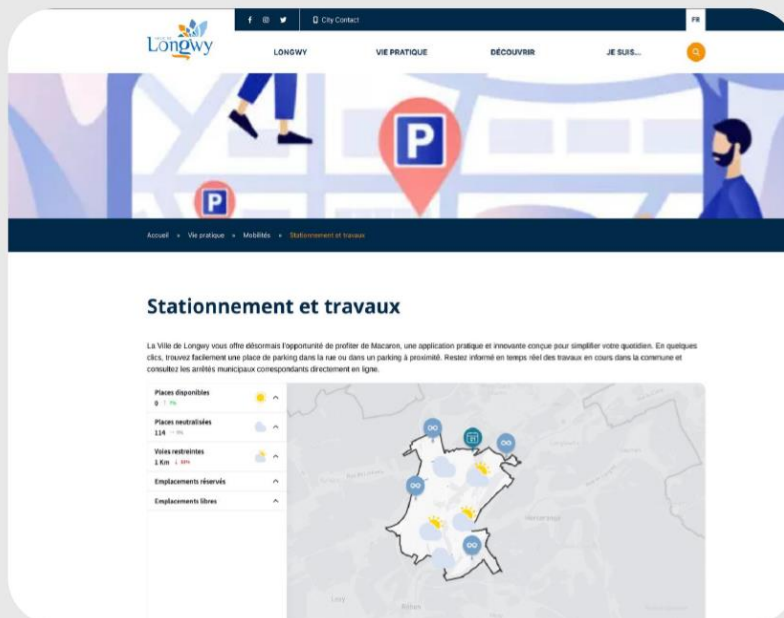 City Contact
FR
VILLE DE
Longwy
LONGWY
VIE PRATIQUE
DÉCOUVRIR
JE SUIS...
P
P
Accueil » Vie pratique » Mobilités » Stationnement et travaux
Stationnement et travaux
La Ville de Longwy vous offre désormais l'opportunité de profiter de Macaron, une application pratique et innovante conçue pour simplifier votre quotidien. En quelques
clics, trouvez facilement une place de parking dans la rue ou dans un parking à proximité. Restez informé en temps réel des travaux en cours dans la commune et
consultez les arrêtés municipaux correspondants directement en ligne.
Places disponibles
Places neutralisées
114
Voies restreintes
1 Km
Emplacements réservés
Emplacements libres